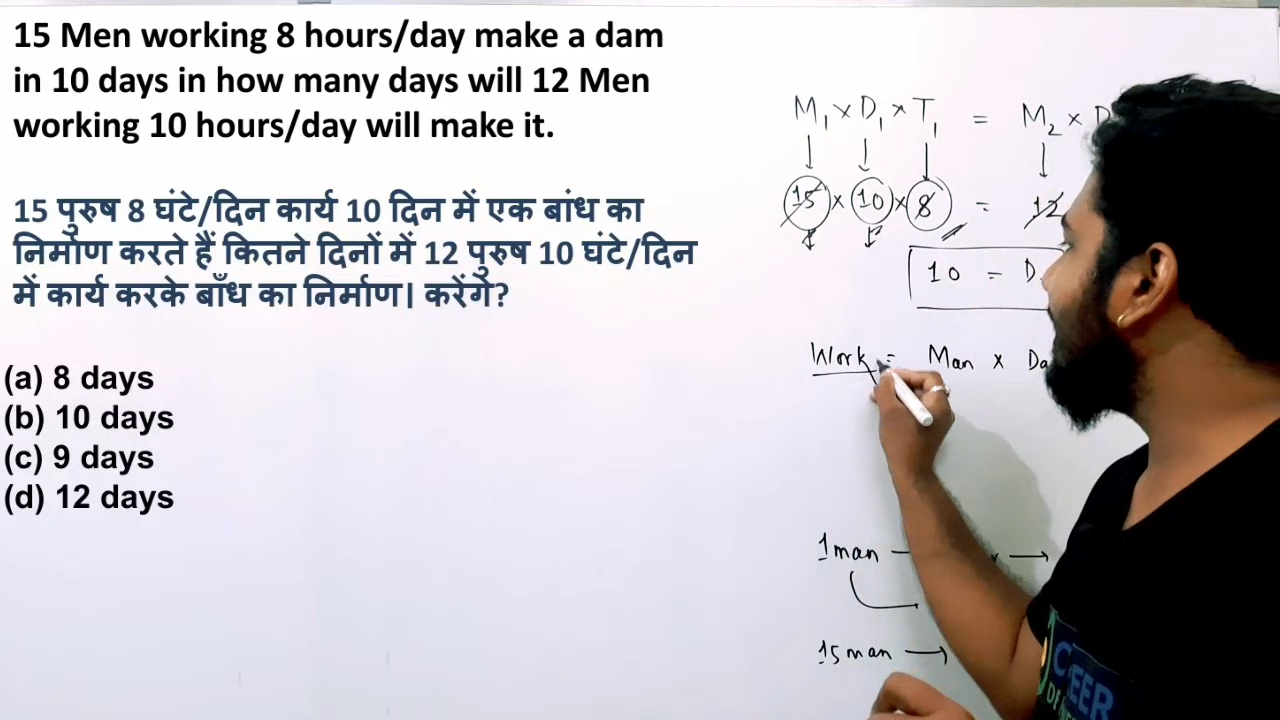 15 Men working 8 hours/day make a dam
in 10 days in how many days will 12 Men
working 10 hours/day will make it.
15 पुरुष 8 घंटे/दिन कार्य 10 दिन में एक बांध का
निर्माण करते हैं कितने दिनों में 12 पुरुष 10 घंटे/दिन
में कार्य करके बाँध का निर्माण। करेंगे?
(a) 8 days
(b) 10 days
(c) 9 days
(d) 12 days
M₁ × D₁ × T₁ = M₂ × D
15 × 10 × 8 = 12
10 = D
Work = Man × Da
1 man
15 man